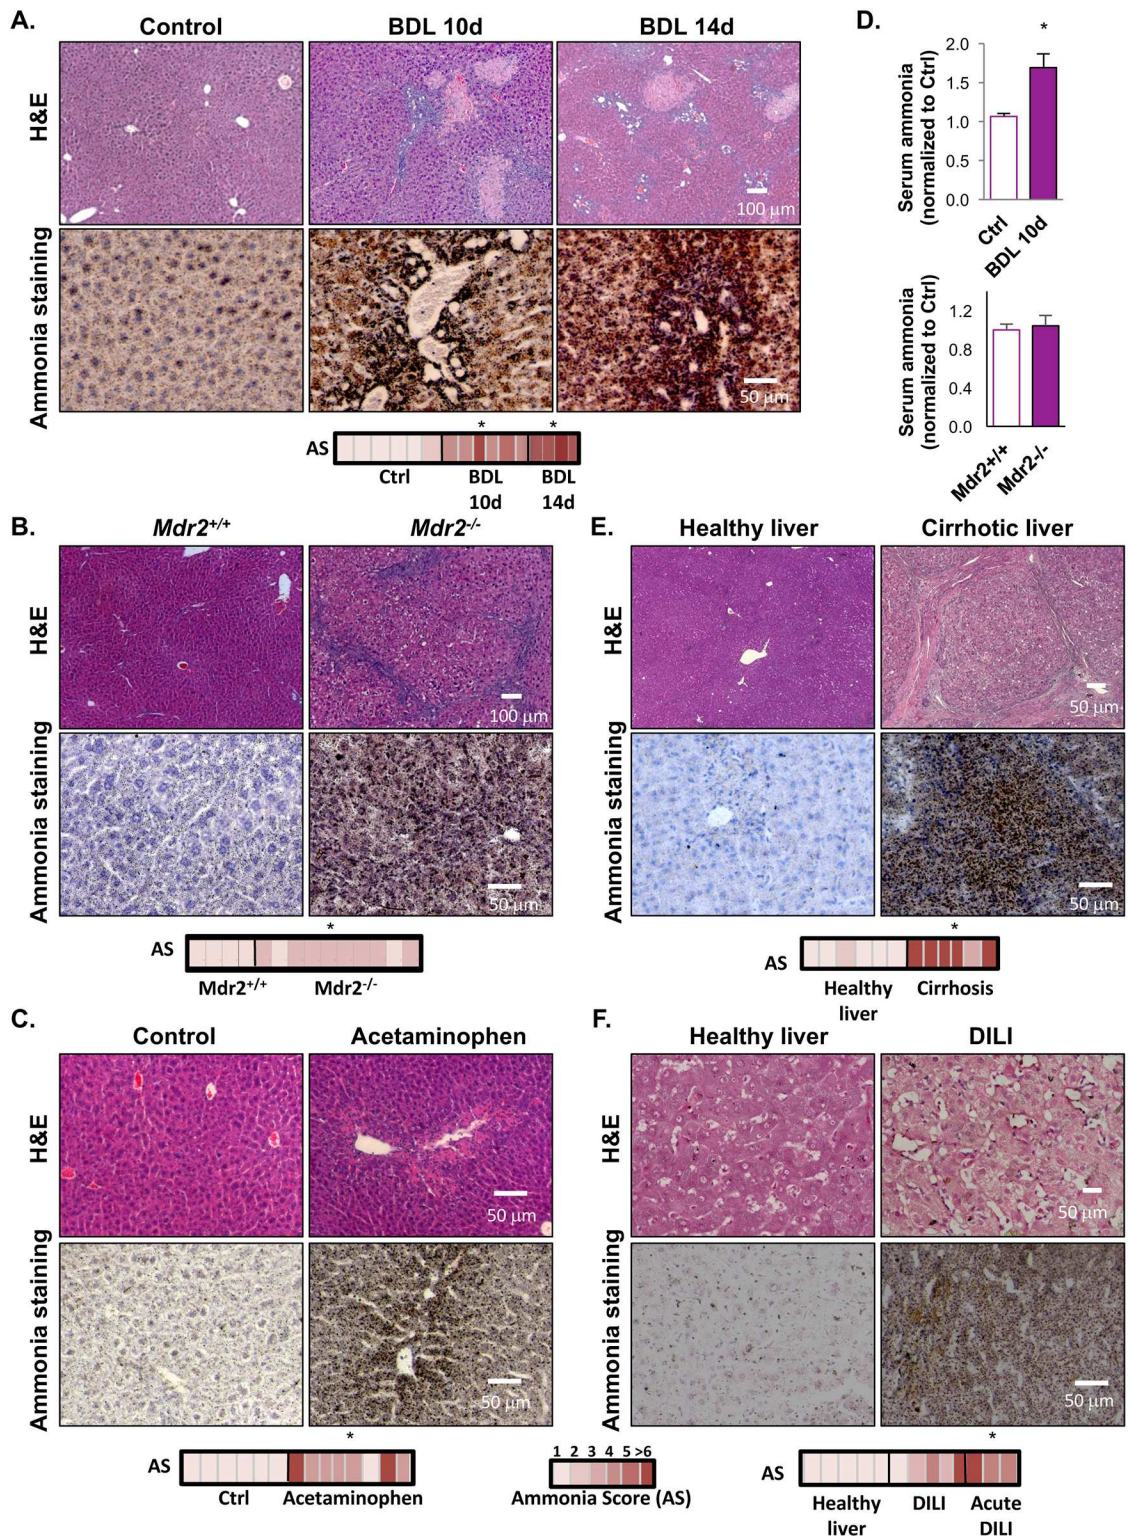 A.
Control
BDL 10d
BDL 14d
H&E
100 μm
Ammonia staining
50 μm
AS
*
*
Ctrl
BDL
10d
BDL
14d
D.
*
Serum ammonia
(normalized to Ctrl)
2.0
1.5
1.0
0.5
0.0
Ctrl
BDL 10d
Serum ammonia
(normalized to Ctrl)
1.2
0.8
0.4
0.0
Mdr2+/+
Mdr2-/-
B.
Mdr2+/+
Mdr2-/-
H&E
100 μm
Ammonia staining
50 μm
*
AS
Mdr2+/+
Mdr2-/-
E.
Healthy liver
Cirrhotic liver
H&E
50 μm
Ammonia staining
50 μm
*
AS
Healthy
liver
Cirrhosis
C.
Control
Acetaminophen
H&E
50 μm
Ammonia staining
50 μm
*
AS
Ctrl
Acetaminophen
1 2 3 4 5 >6
Ammonia Score (AS)
F.
Healthy liver
DILI
H&E
50 μm
Ammonia staining
50 μm
*
AS
Healthy
liver
DILI
Acute
DILI